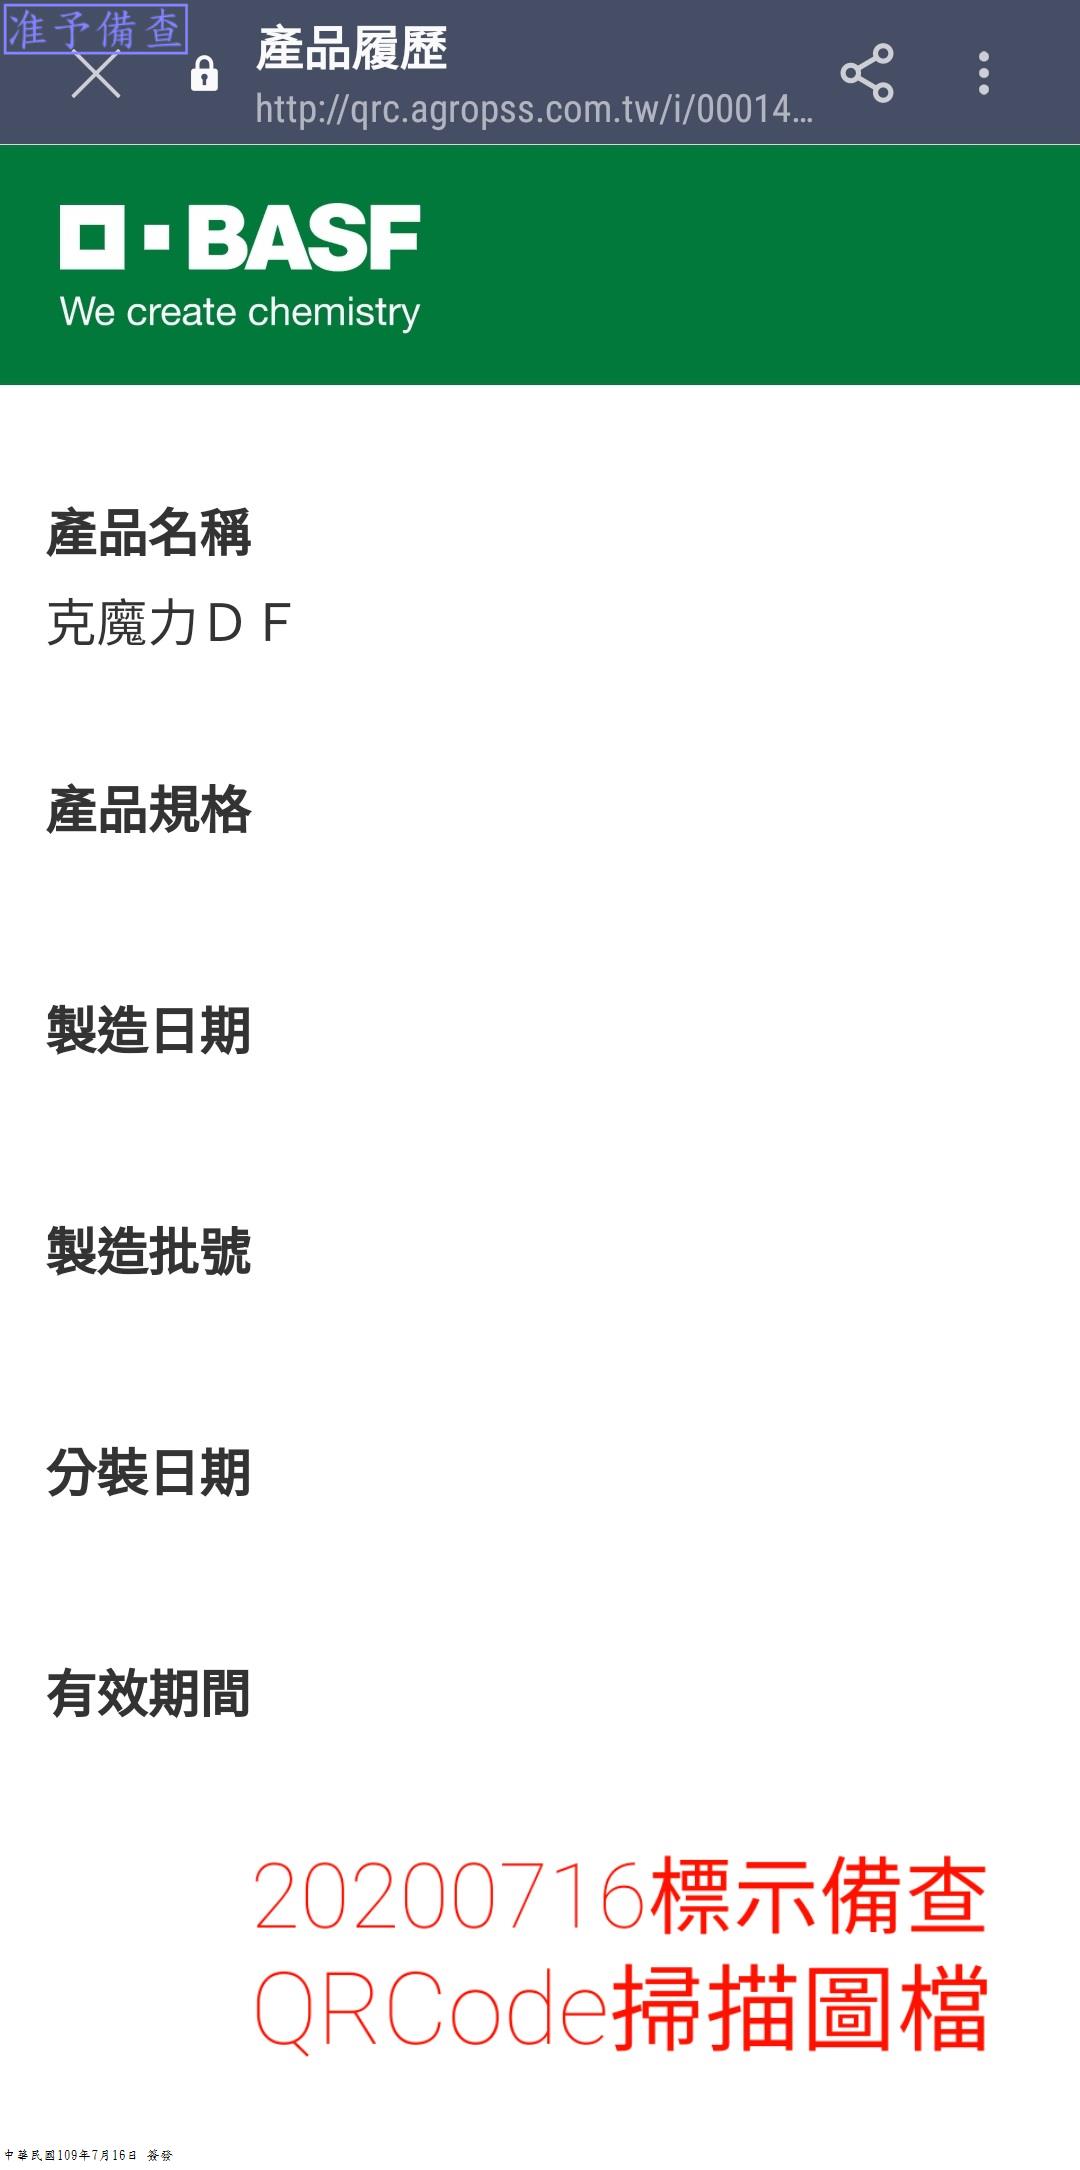 准予備查
產品履歷
http://qrc.agropss.com.tw/i/00014...
BASF
We create chemistry
產品名稱
克魔力ＤＦ
產品規格
製造日期
製造批號
分裝日期
有效期間
20200716標示備查
QRCode掃描圖檔
中華民國109年7月16日 簽發